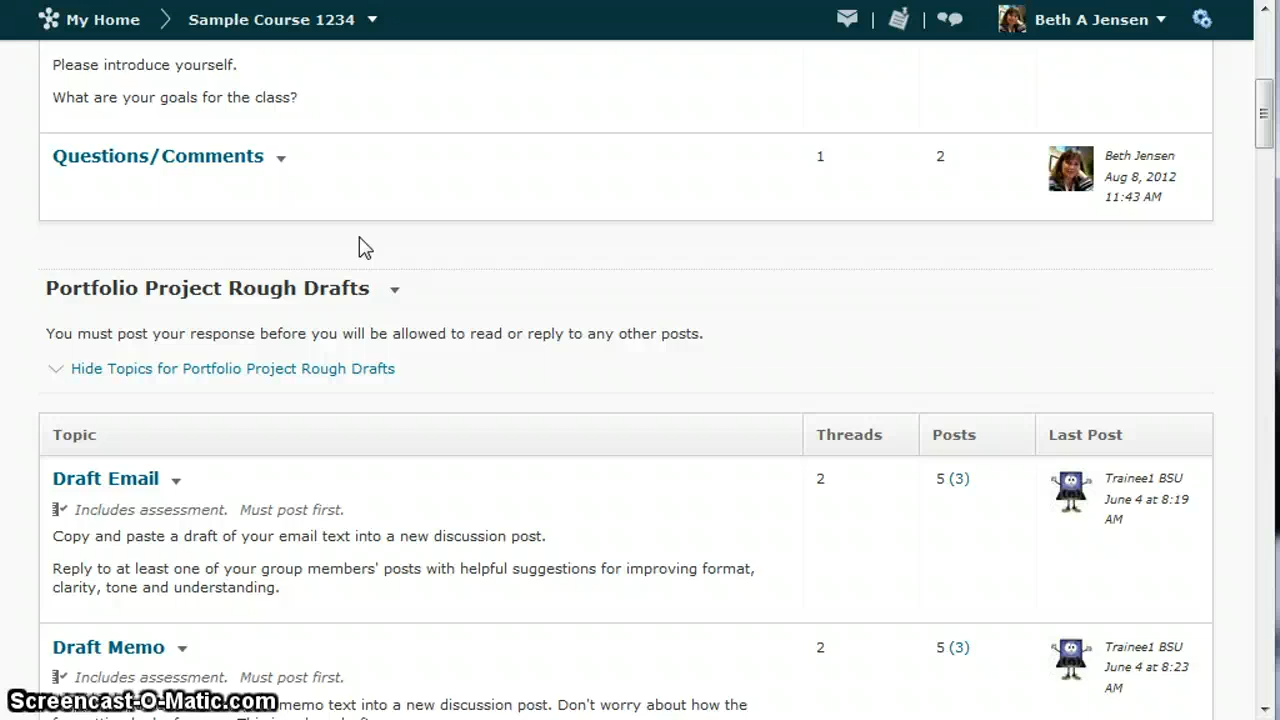 My Home Sample Course 1234 Beth A Jensen
Please introduce yourself.
What are your goals for the class?
Questions/Comments 1 2 Beth Jensen
Aug 8, 2012
11:43 AM
Portfolio Project Rough Drafts
You must post your response before you will be allowed to read or reply to any other posts.
Hide Topics for Portfolio Project Rough Drafts
Topic Threads Posts Last Post
Draft Email 2 5 (3) Trainee1 BSU
June 4 at 8:19
AM
Includes assessment. Must post first.
Copy and paste a draft of your email text into a new discussion post.
Reply to at least one of your group members' posts with helpful suggestions for improving format,
clarity, tone and understanding.
Draft Memo 2 5 (3) Trainee1 BSU
June 4 at 8:23
AM
Includes assessment. Must post first.
memo text into a new discussion post. Don't worry about how the
Screencast-O-Matic.com